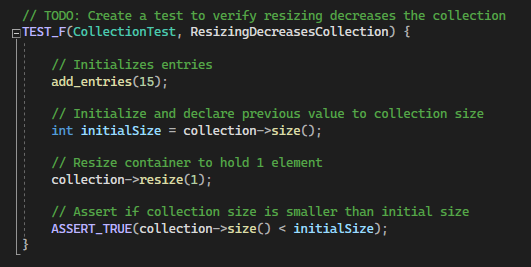 // TODO: Create a test to verify resizing decreases the collection
TEST_F(CollectionTest, ResizingDecreasesCollection) {
// Initializes entries
add_entries(15);
// Initialize and declare previous value to collection size
int initialSize = collection->size();
// Resize container to hold 1 element
collection->resize(1);
// Assert if collection size is smaller than initial size
ASSERT_TRUE(collection->size() < initialSize);
}